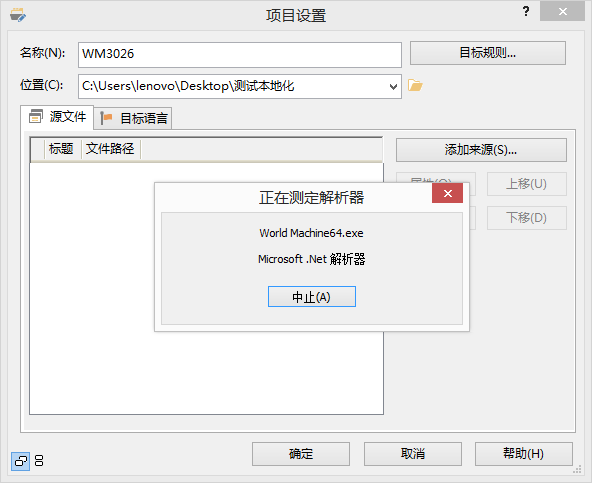 项目设置
?
名称(N):
WM3026
目标规则...
位置(C):
C:\Users\lenovo\Desktop\测试本地化
源文件
目标语言
标题
文件路径
添加来源(S)...
上移(U)
下移(D)
正在测定解析器
World Machine64.exe
Microsoft .Net 解析器
中止(A)
确定
取消
帮助(H)